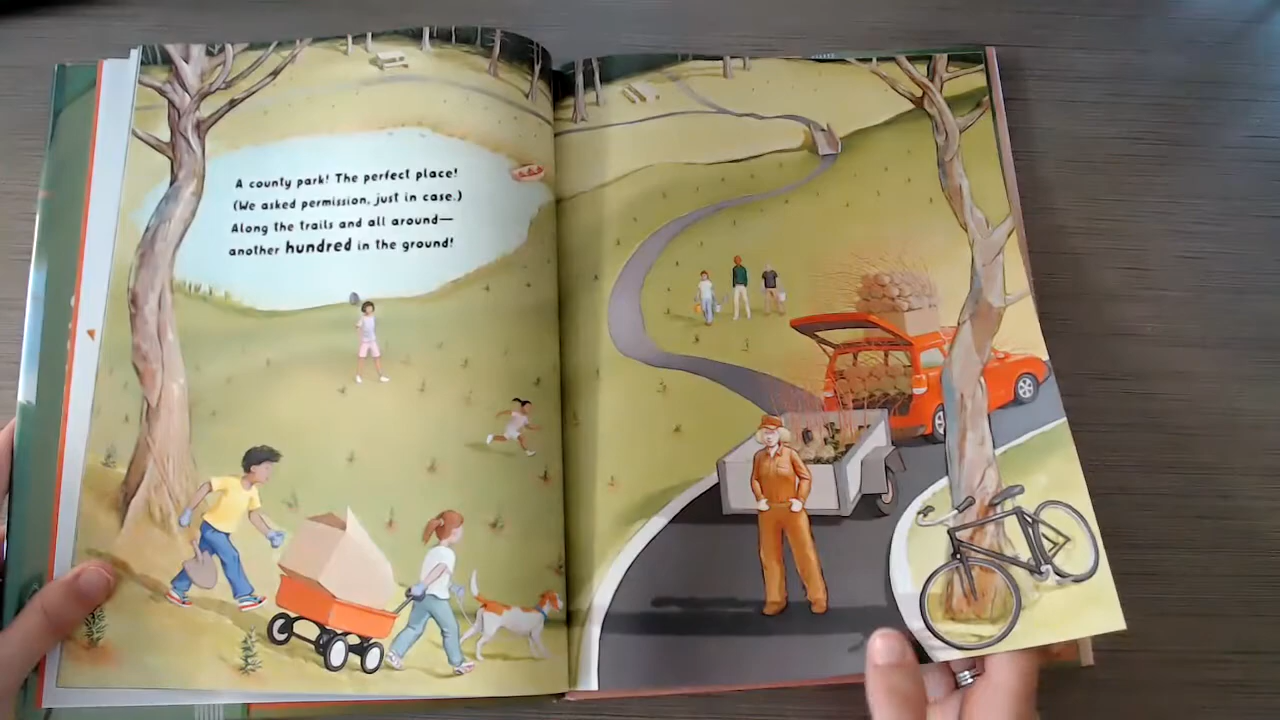 A county park! The perfect place!
(We asked permission, just in case.)
Along the trails and all around—
another hundred in the ground!